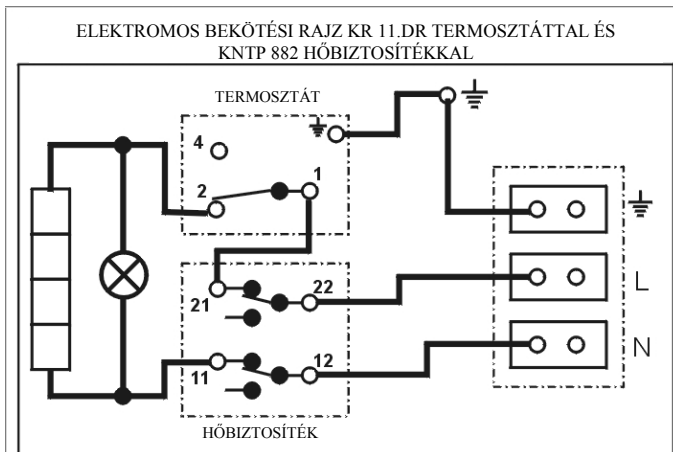 ELEKTROMOS BEKÖTÉSI RAJZ KR 11.DR TERMOSZTÁTTAL ÉS
KNTP 882 HŐBIZTOSÍTÉKKAL
TERMOSZTÁT
4
2
1
21
22
L
11
12
N
HŐBIZTOSÍTÉK